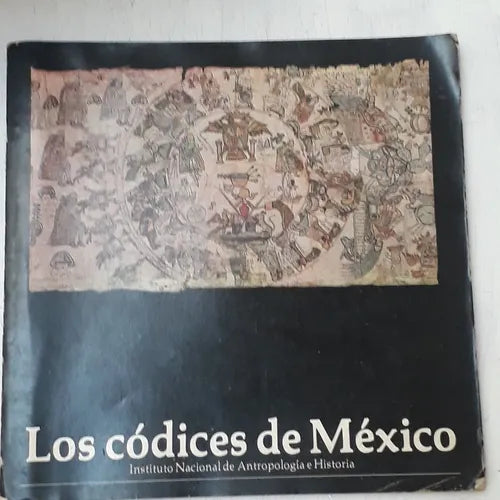 Los códices de México
Instituto Nacional de Antropología e Historia